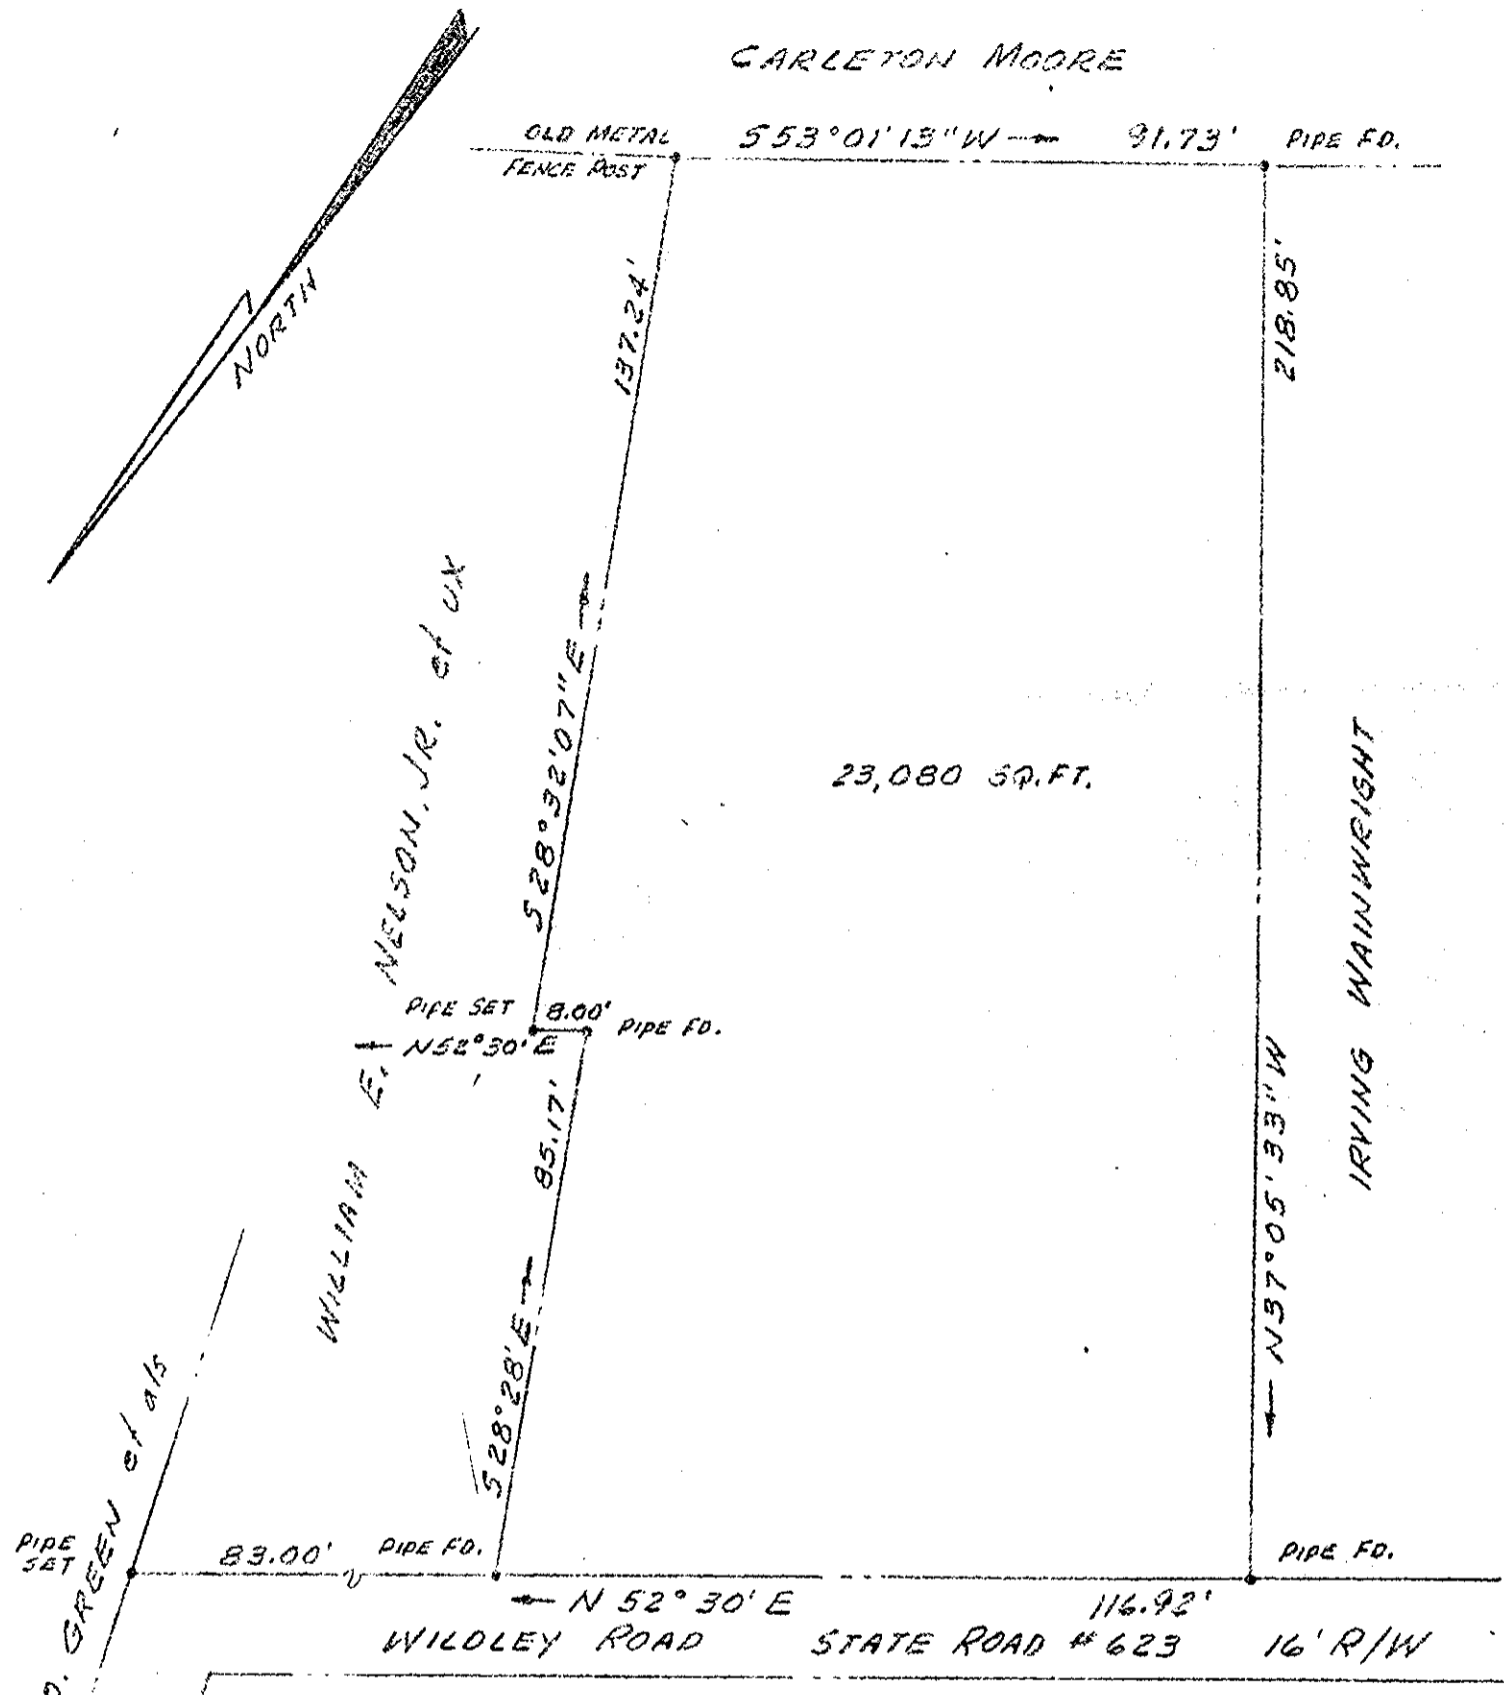 CARLETON MOORE
OLD METAL
FENCE POST
S53°01'13"W
91.73'
PIPE FD.
NORTH
137.24'
S28°32'07"E
218.85'
WILLIAM E. NELSON, JR. et ux
23,080 SQ.FT.
IRVING WAINWRIGHT
PIPE SET
8.00'
PIPE FD.
N52°30'E
85.17'
S28°28'E
N37°05'33"W
GREEN et als
PIPE
SET
83.00'
PIPE FD.
PIPE FD.
N 52°30'E
116.92'
WILDLEY ROAD STATE ROAD #623 16' R/W